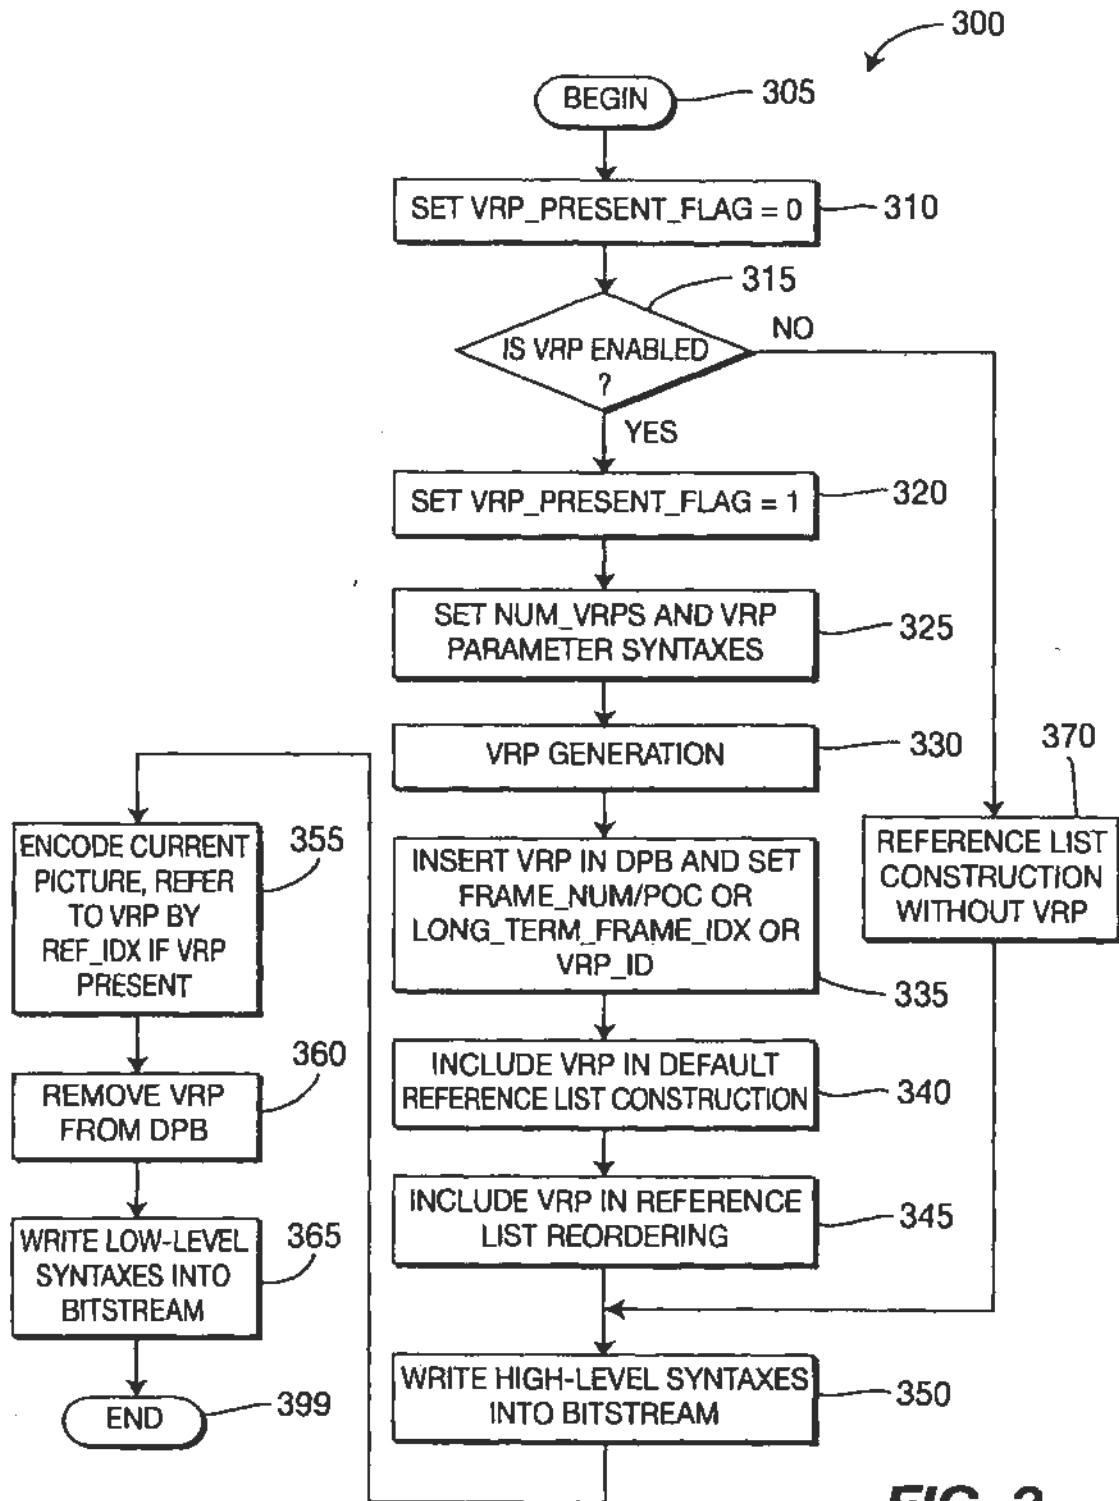 300
BEGIN
305
SET VRP_PRESENT_FLAG = 0
310
315
IS VRP ENABLED
?
NO
YES
SET VRP_PRESENT_FLAG = 1
320
SET NUM_VRPS AND VRP
PARAMETER SYNTAXES
325
VRP GENERATION
330
INSERT VRP IN DPB AND SET
FRAME_NUM/POC OR
LONG_TERM_FRAME_IDX OR
VRP_ID
335
370
REFERENCE LIST
CONSTRUCTION
WITHOUT VRP
INCLUDE VRP IN DEFAULT
REFERENCE LIST CONSTRUCTION
340
INCLUDE VRP IN REFERENCE
LIST REORDERING
345
WRITE HIGH-LEVEL SYNTAXES
INTO BITSTREAM
350
ENCODE CURRENT
PICTURE, REFER
TO VRP BY
REF_IDX IF VRP
PRESENT
355
REMOVE VRP
FROM DPB
360
WRITE LOW-LEVEL
SYNTAXES INTO
BITSTREAM
365
END
399
FIG.